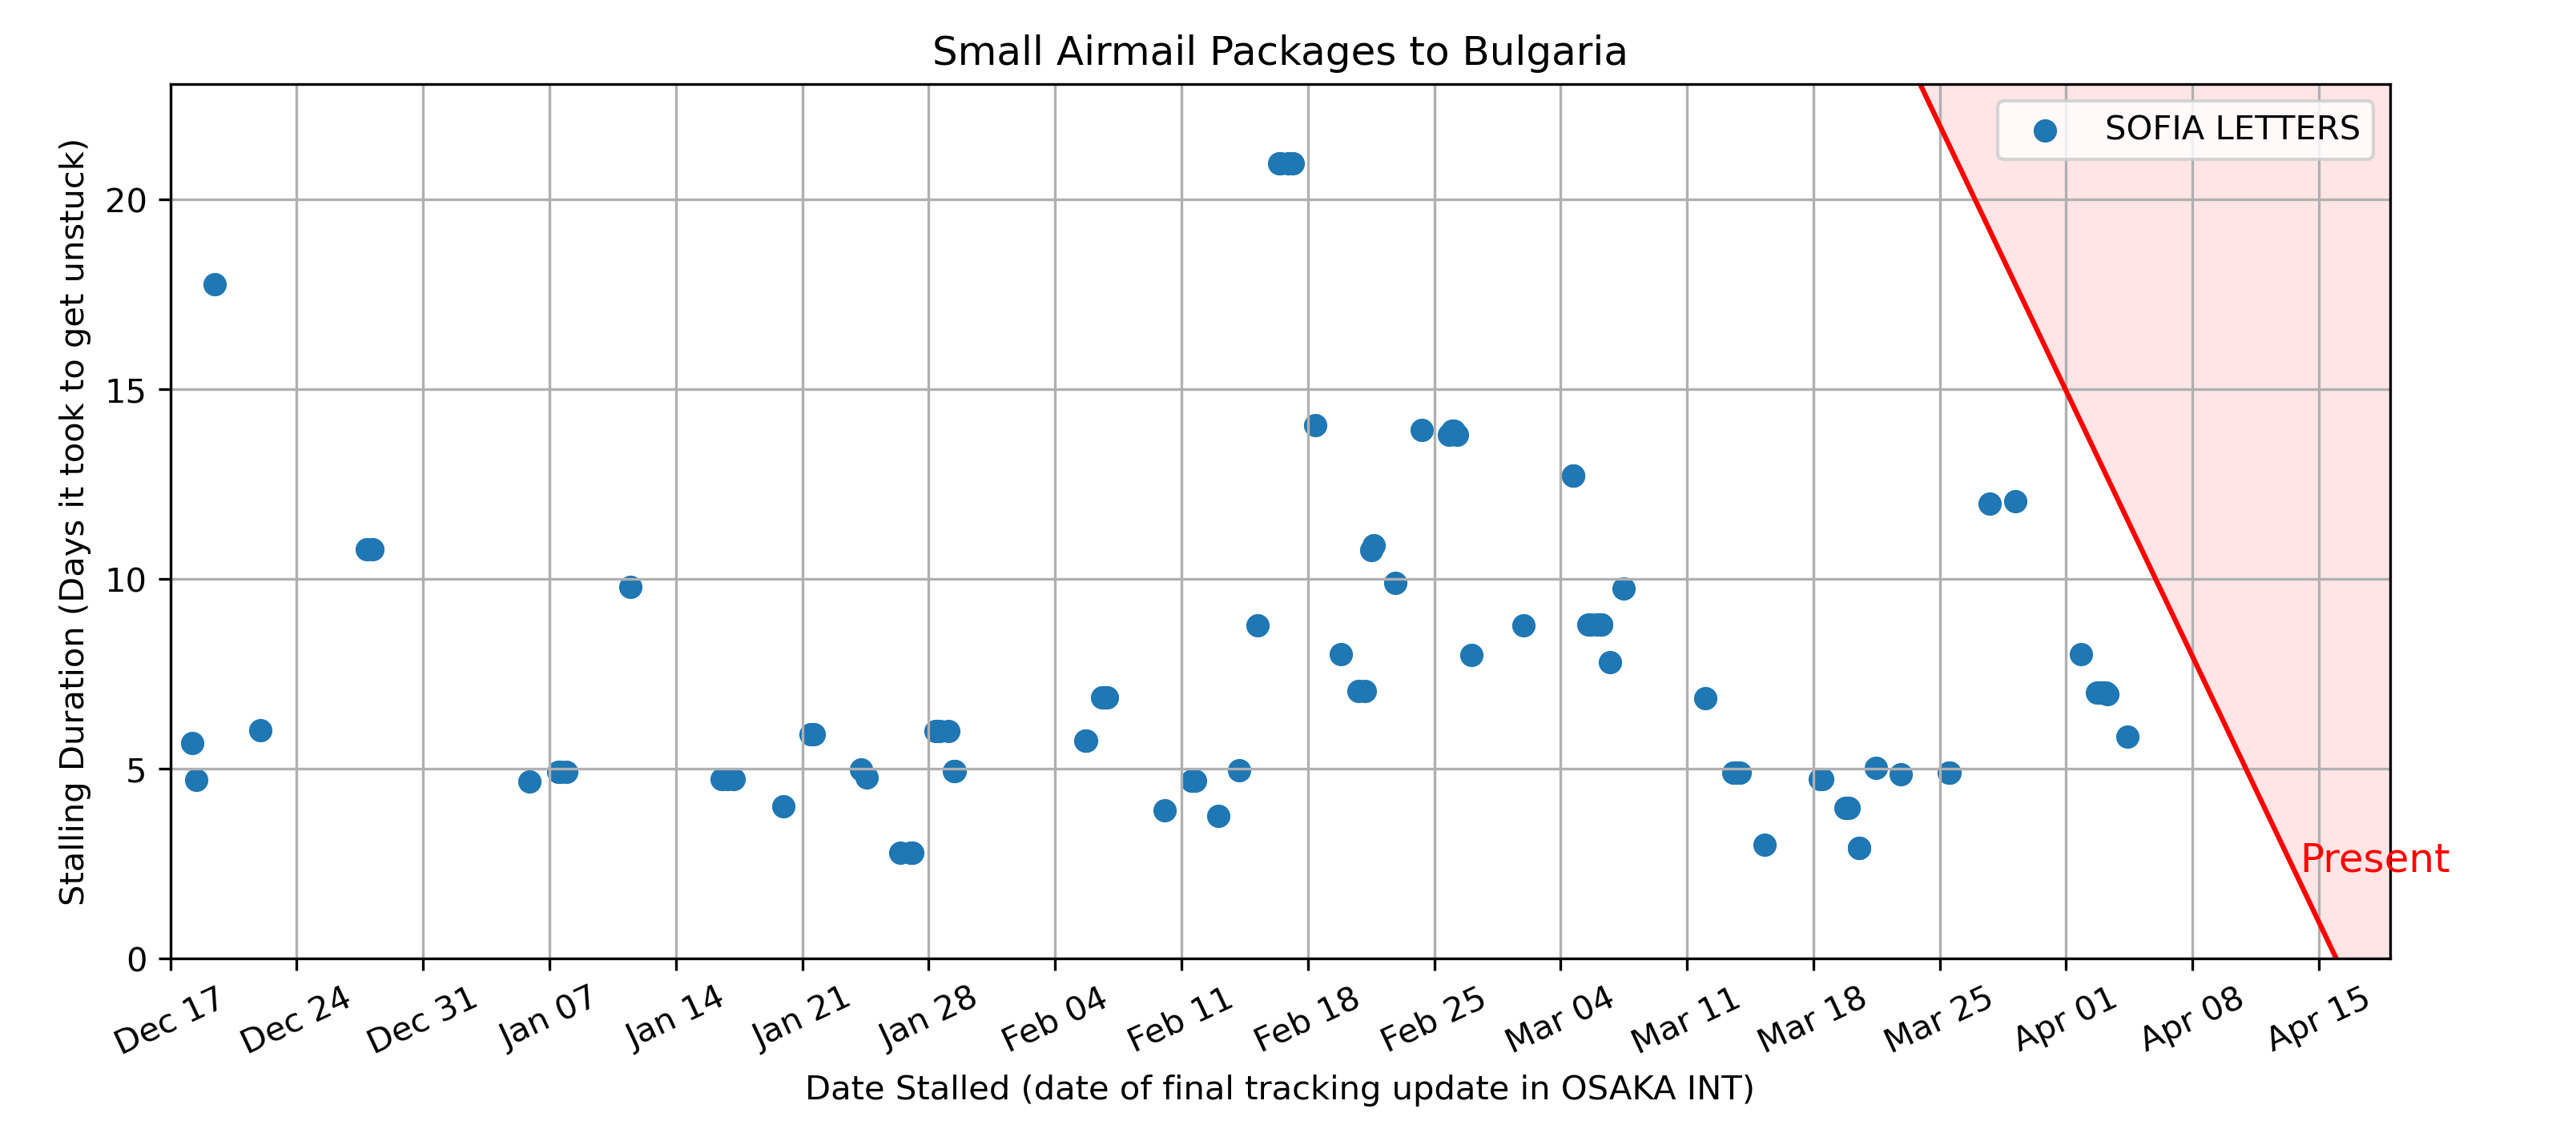 Small Airmail Packages to Bulgaria
SOFIA LETTERS
Stalling Duration (Days it took to get unstuck)
20
15
10
5
0
Present
Dec 17 Dec 24 Dec 31 Jan 07 Jan 14 Jan 21 Jan 28 Feb 04 Feb 11 Feb 18 Feb 25 Mar 04 Mar 11 Mar 18 Mar 25 Apr 01 Apr 08 Apr 15
Date Stalled (date of final tracking update in OSAKA INT)